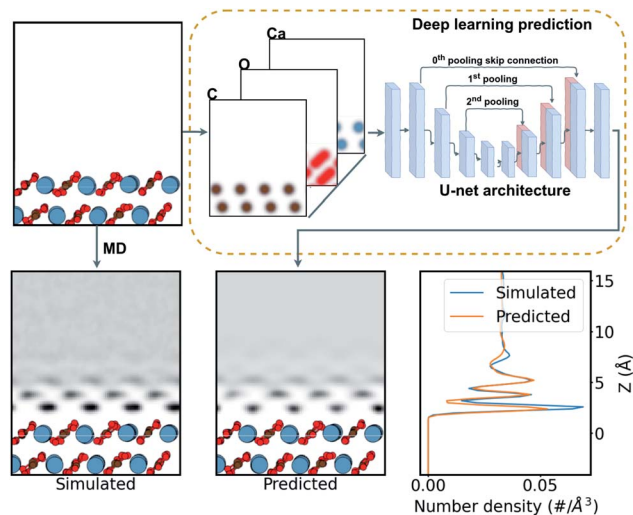 Deep learning prediction
Ca
O
C
0th pooling skip connection
1st pooling
2nd pooling
U-net architecture
MD
Simulated
Predicted
Simulated
Predicted
15
10
5
0
Z (Å)
0.00
0.05
Number density (#/Å³)